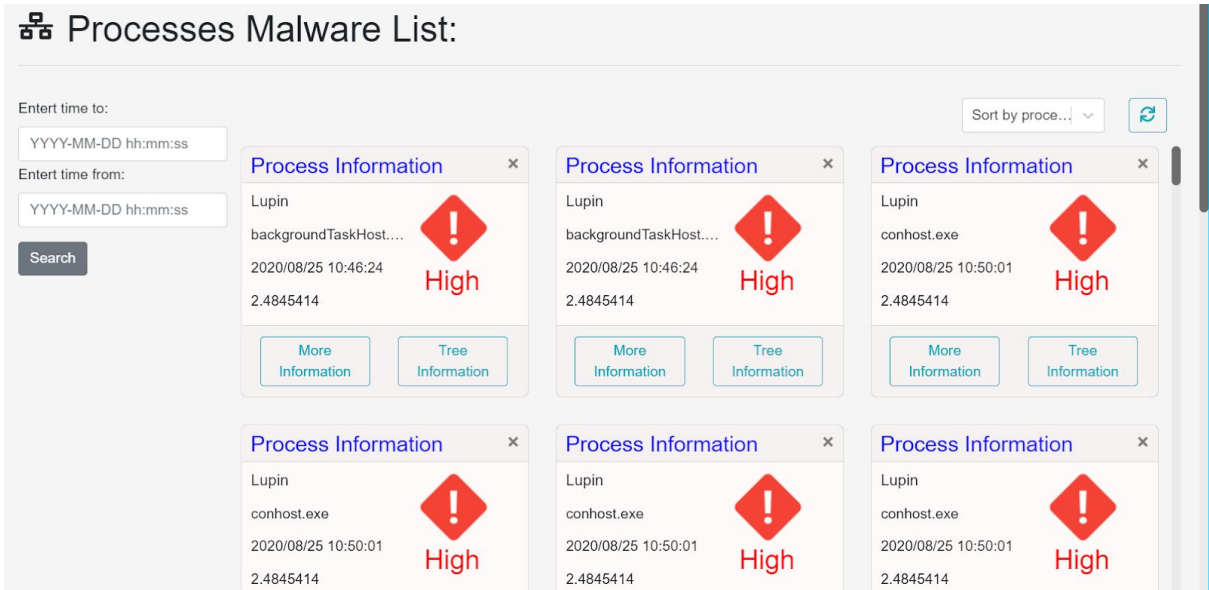 Processes Malware List:
Entert time to:
YYYY-MM-DD hh:mm:ss
Entert time from:
YYYY-MM-DD hh:mm:ss
Search
Sort by proce...
Process Information ×
Lupin
backgroundTaskHost....
2020/08/25 10:46:24
2.4845414
High
More
Information
Tree
Information
Process Information ×
Lupin
backgroundTaskHost....
2020/08/25 10:46:24
2.4845414
High
More
Information
Tree
Information
Process Information ×
Lupin
conhost.exe
2020/08/25 10:50:01
2.4845414
High
More
Information
Tree
Information
Process Information ×
Lupin
conhost.exe
2020/08/25 10:50:01
2.4845414
High
Process Information ×
Lupin
conhost.exe
2020/08/25 10:50:01
2.4845414
High
Process Information ×
Lupin
conhost.exe
2020/08/25 10:50:01
2.4845414
High